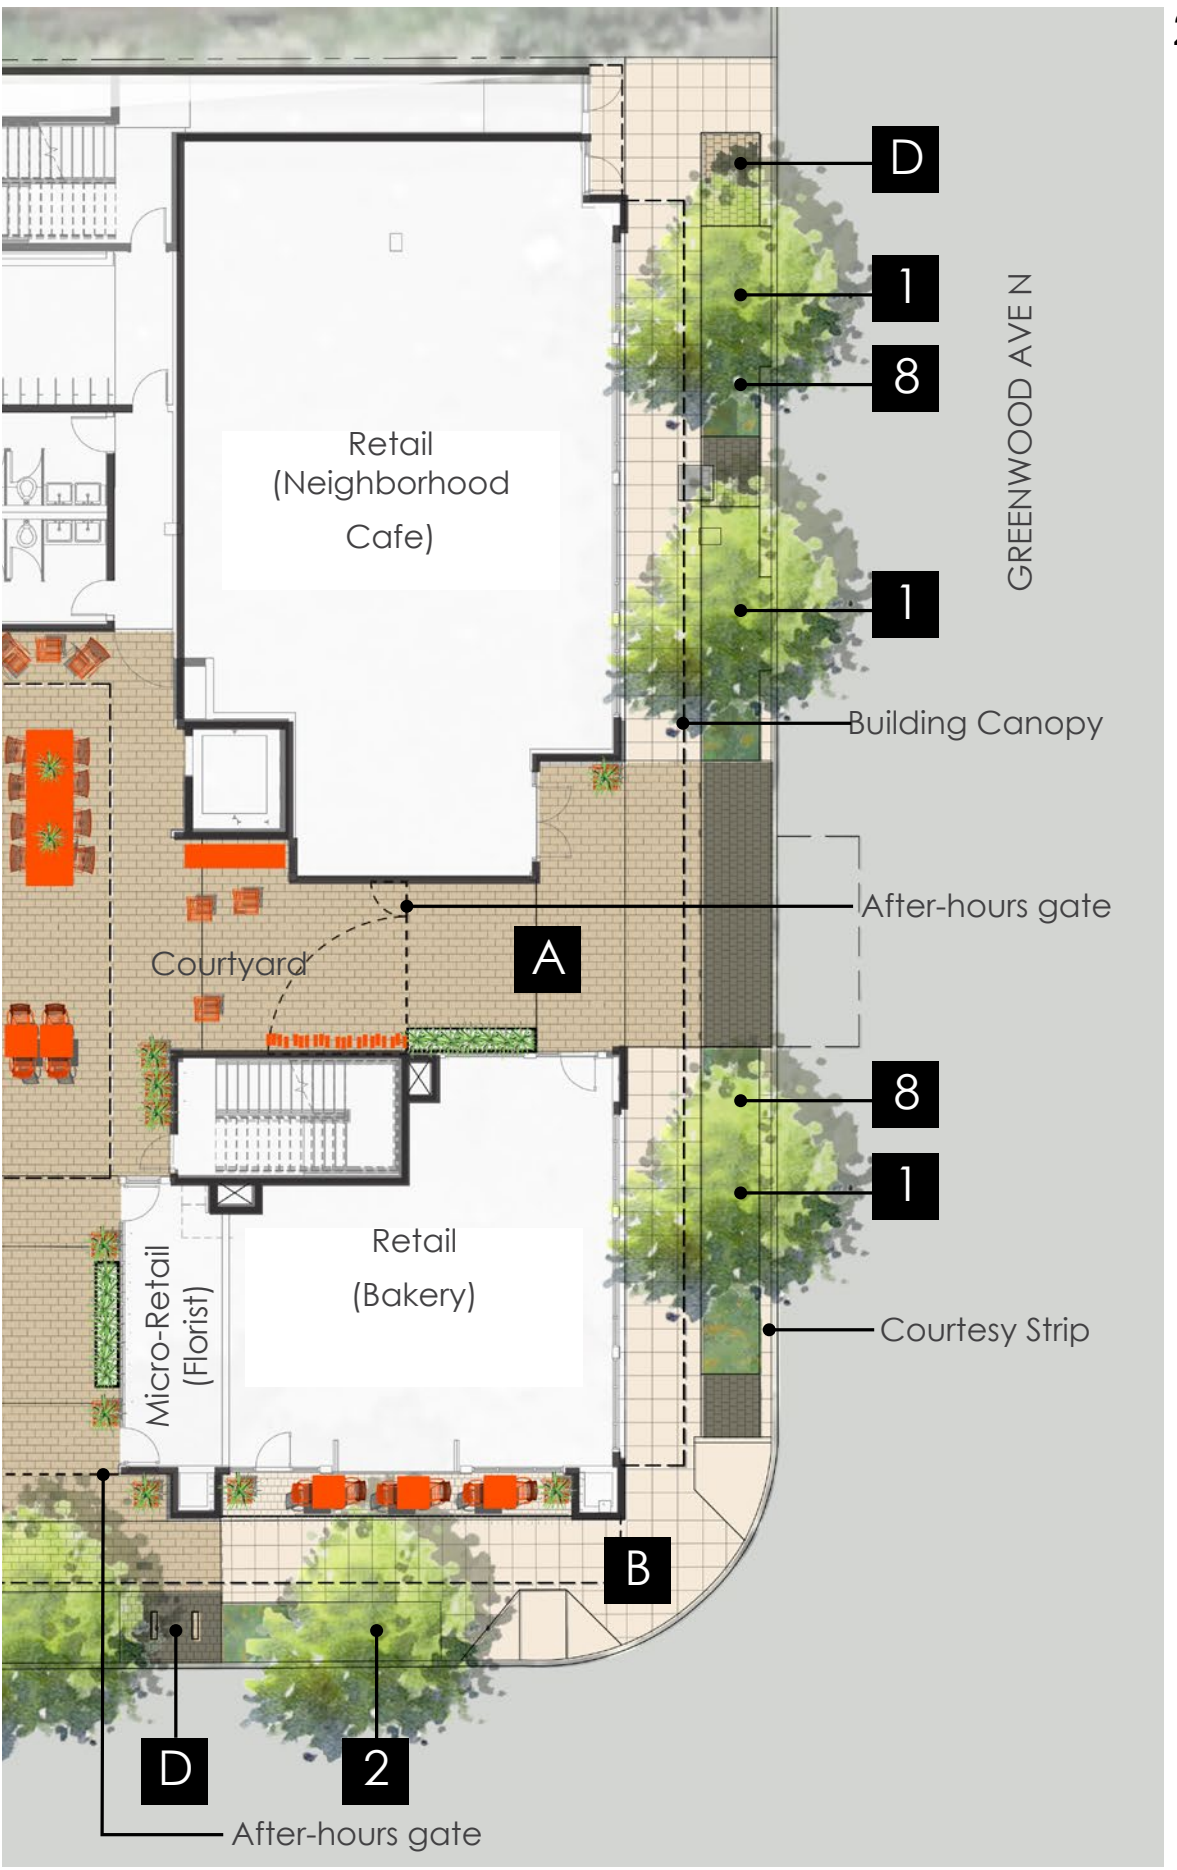 2
D
1
8
GREENWOOD AVE N
Retail
(Neighborhood
Cafe)
1
Building Canopy
After-hours gate
A
Courtyard
8
1
Retail
(Bakery)
Micro-Retail
(Florist)
Courtesy Strip
B
D
2
After-hours gate